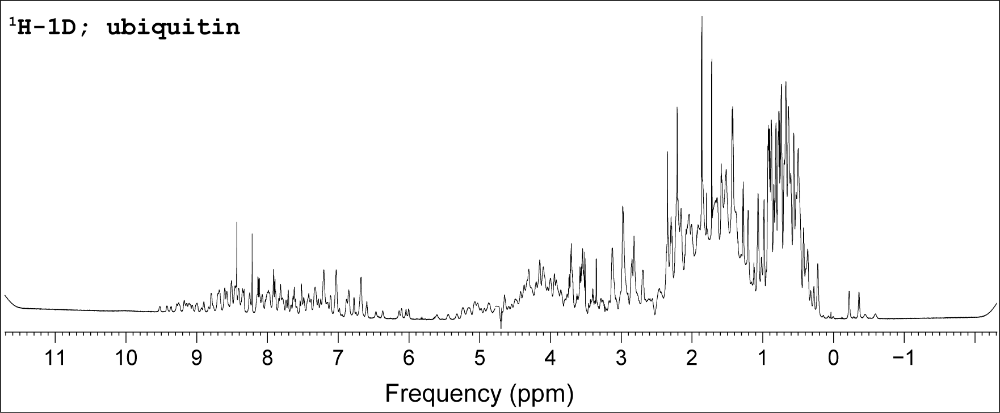 ¹H-1D; ubiquitin
11 10 9 8 7 6 5 4 3 2 1 0 −1
Frequency (ppm)